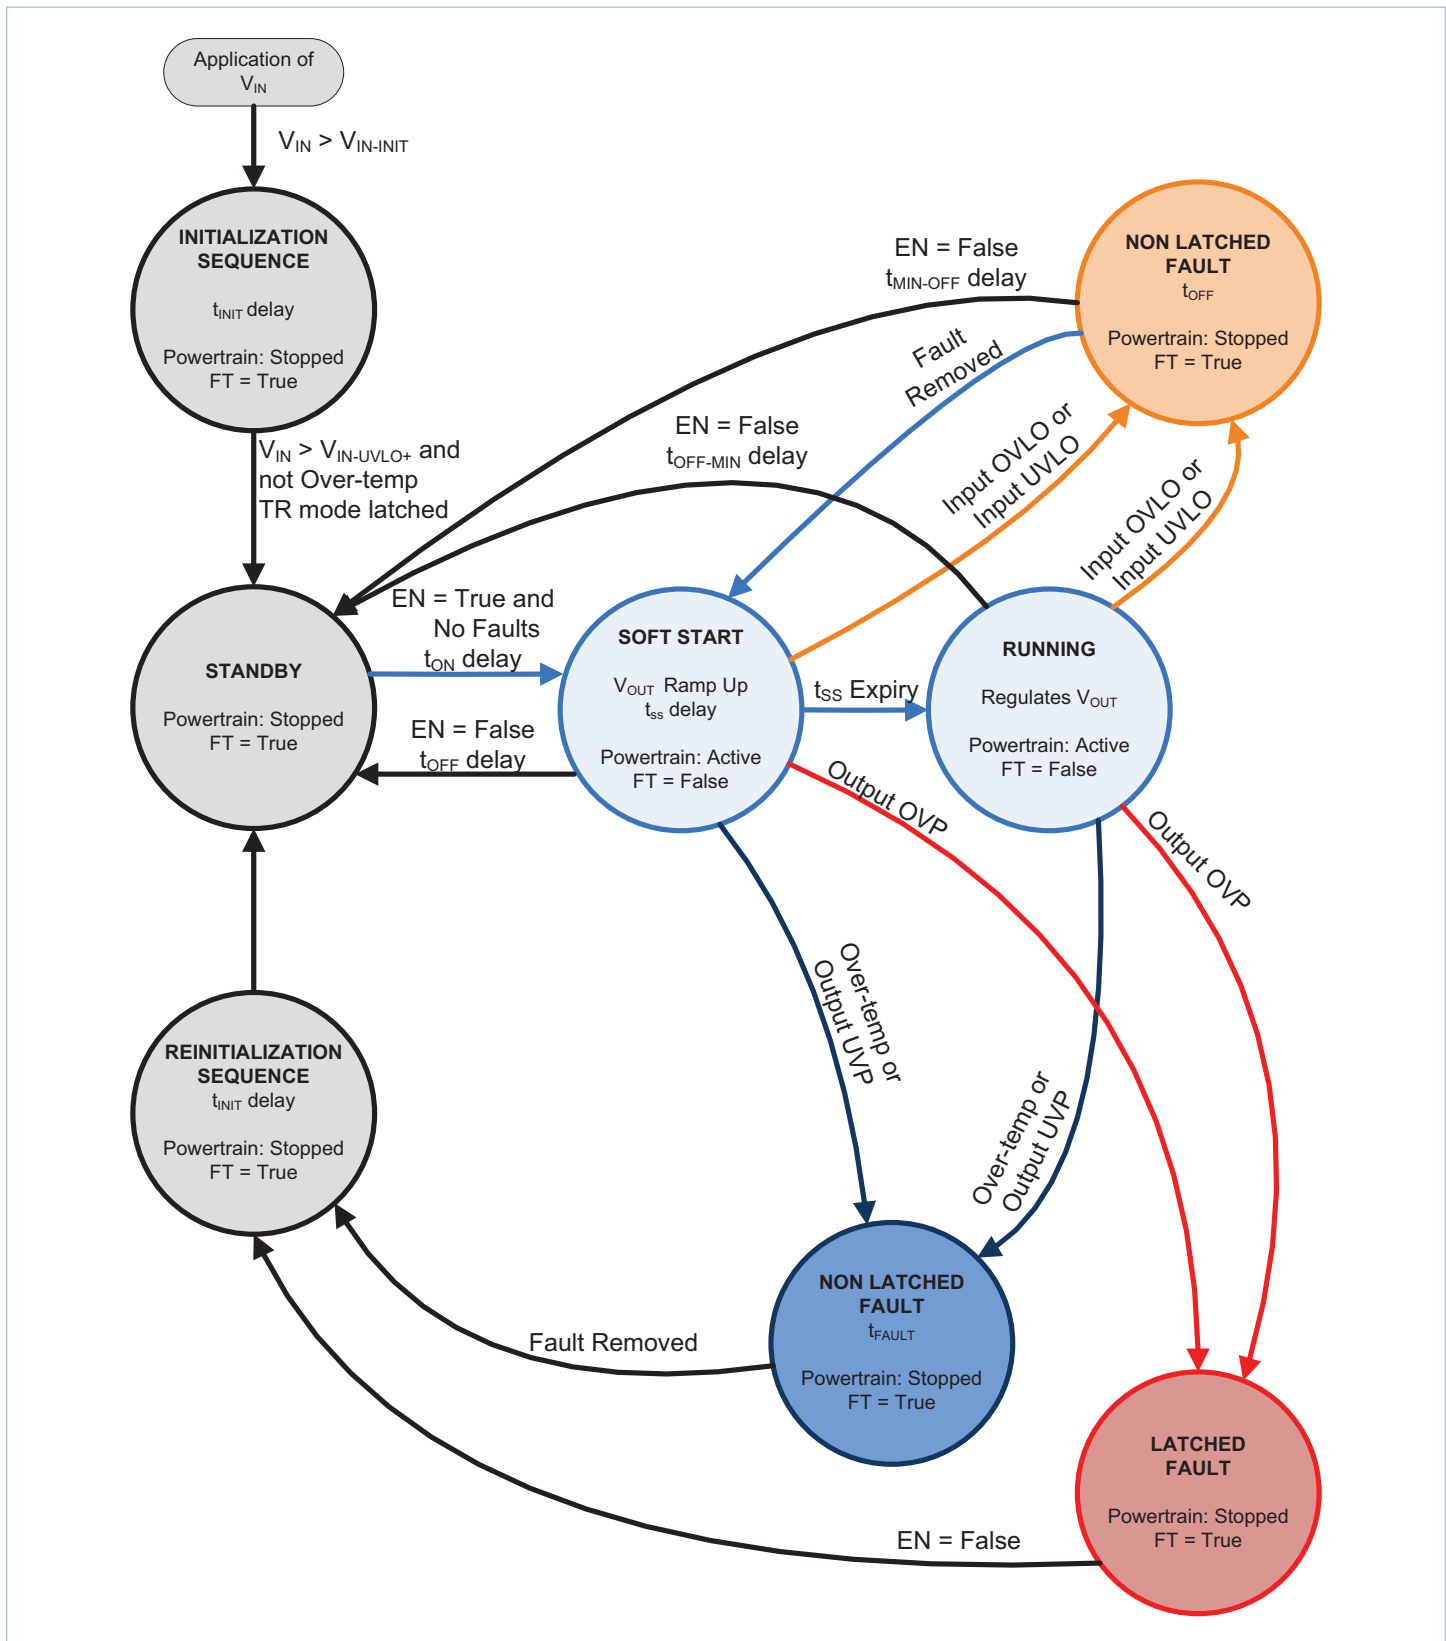 Application of
VIN
VIN > VIN-INIT
INITIALIZATION
SEQUENCE
tINIT delay
Powertrain: Stopped
FT = True
VIN > VIN-UVLO+ and
not Over-temp
TR mode latched
EN = False
tMIN-OFF delay
NON LATCHED
FAULT
tOFF
Powertrain: Stopped
FT = True
Fault
Removed
EN = False
tOFF-MIN delay
Input OVLO or
Input UVLO
Input OVLO or
Input UVLO
STANDBY
Powertrain: Stopped
FT = True
EN = True and
No Faults
tON delay
EN = False
tOFF delay
SOFT START
VOUT Ramp Up
tss delay
Powertrain: Active
FT = False
tSS Expiry
RUNNING
Regulates VOUT
Powertrain: Active
FT = False
Output OVP
Output OVP
Over-temp or
Output UVP
Over-temp or
Output UVP
REINITIALIZATION
SEQUENCE
tINIT delay
Powertrain: Stopped
FT = True
Fault Removed
NON LATCHED
FAULT
tFAULT
Powertrain: Stopped
FT = True
EN = False
LATCHED
FAULT
Powertrain: Stopped
FT = True